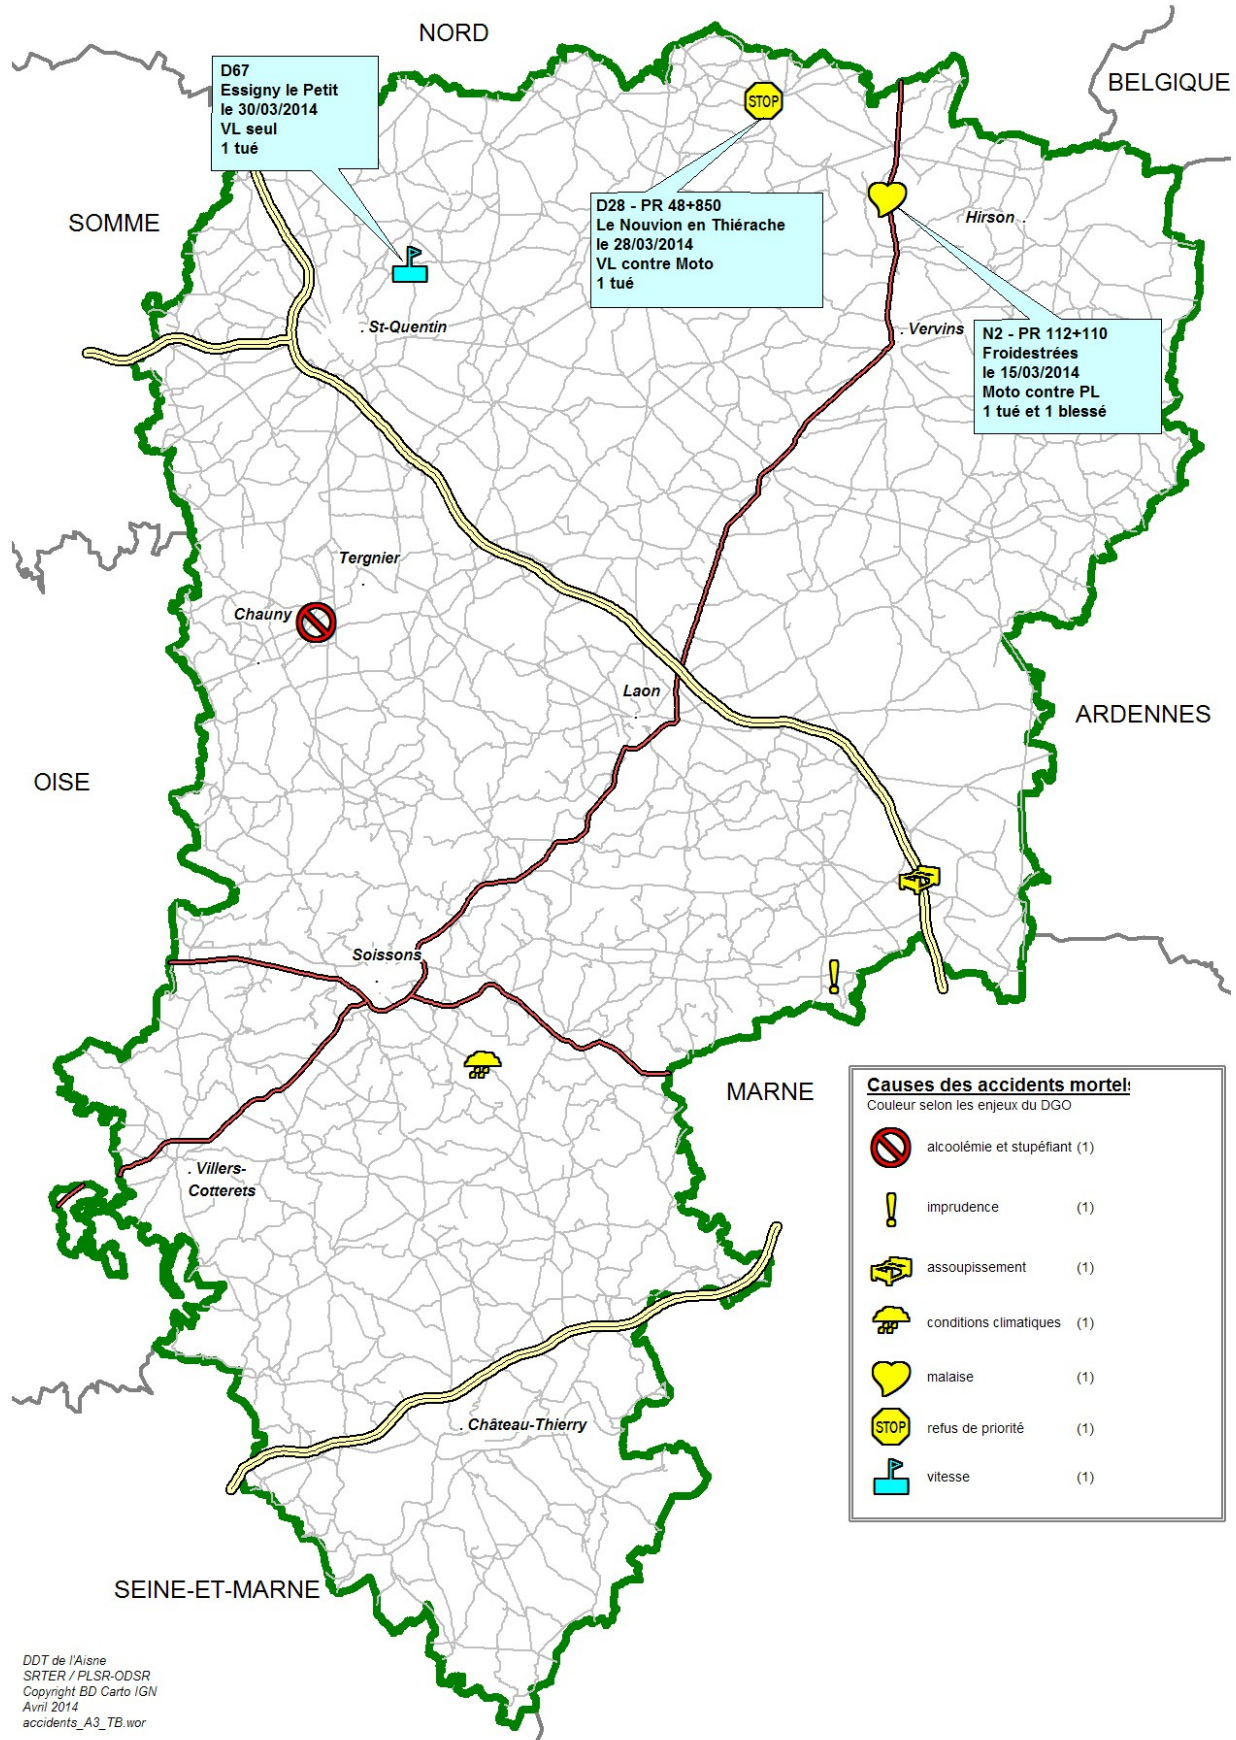 NORD
BELGIQUE
D67
Essigny le Petit
le 30/03/2014
VL seul
1 tué
STOP
SOMME
D28 - PR 48+850
Le Nouvion en Thiérache
le 28/03/2014
VL contre Moto
1 tué
Hirson
St-Quentin
Vervins
N2 - PR 112+110
Froidestrées
le 15/03/2014
Moto contre PL
1 tué et 1 blessé
Tergnier
Chauny
Laon
ARDENNES
OISE
Soissons
MARNE
Villers-
Cotterets
Château-Thierry
SEINE-ET-MARNE
Causes des accidents mortels
Couleur selon les enjeux du DGO
alcoolémie et stupéfiant (1)
imprudence (1)
assoupissement (1)
conditions climatiques (1)
malaise (1)
STOP refus de priorité (1)
vitesse (1)
DDT de l'Aisne
SRTER / PLSR-ODSR
Copyright BD Carto IGN
Avril 2014
accidents_A3_TB.wor